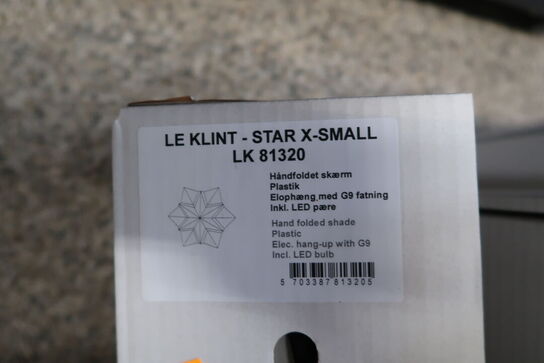 LE KLINT - STAR X-SMALL
LK 81320
Håndfoldet skærm
Plastik
Elophæng med G9 fatning
Inkl. LED pære
Hand folded shade
Plastic
Elec. hang-up with G9
Incl. LED bulb
5 703387 813205